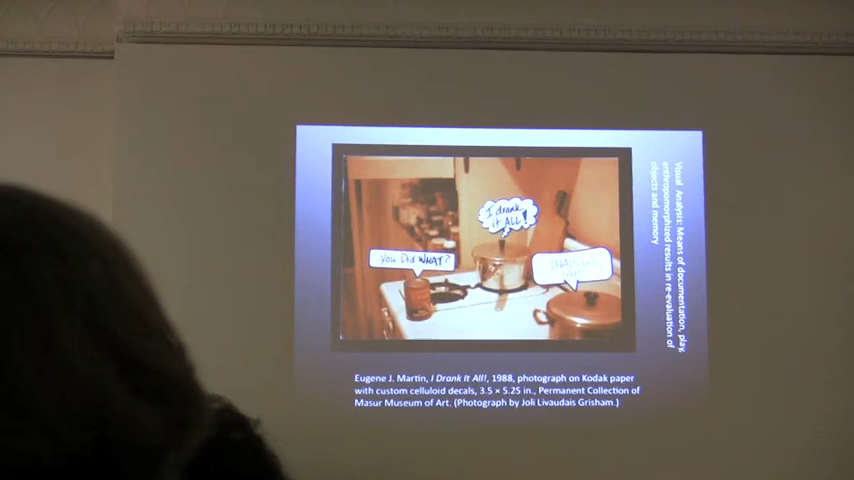 I drank
it ALL!
You Did WHAT?
Eugene J. Martin, I Drank It All!, 1988, photograph on Kodak paper
with custom celluloid decals, 3.5 × 5.25 in., Permanent Collection of
Masur Museum of Art. (Photograph by Joli Livaudais Grisham.)
Visual Analysis: Means of documentation, play,
anthropomorphized results in re-evaluation of
objects and memory